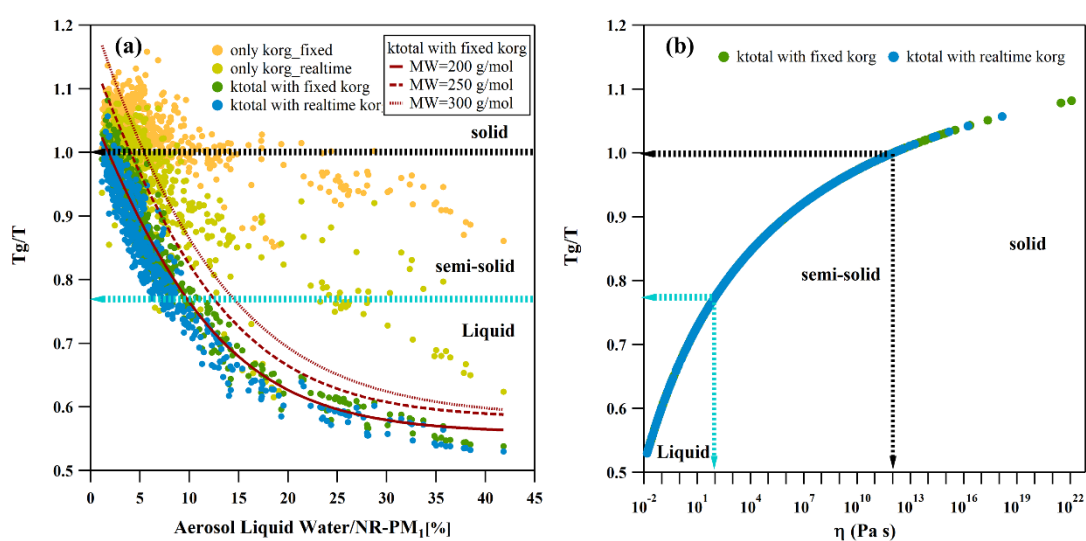 (a)
only korg_fixed
only korg_realtime
ktotal with fixed korg
ktotal with realtime kor
ktotal with fixed korg
MW=200 g/mol
MW=250 g/mol
MW=300 g/mol
solid
semi-solid
Liquid
Tg/T
1.2
1.1
1.0
0.9
0.8
0.7
0.6
0.5
0
5
10
15
20
25
30
35
40
45
Aerosol Liquid Water/NR-PM₁[%]
(b)
ktotal with fixed korg
ktotal with realtime korg
semi-solid
solid
Liquid
Tg/T
1.2
1.1
1.0
0.9
0.8
0.7
0.6
0.5
10⁻²
10¹
10⁴
10⁷
10¹⁰
10¹³
10¹⁶
10¹⁹
10²²
η (Pa s)